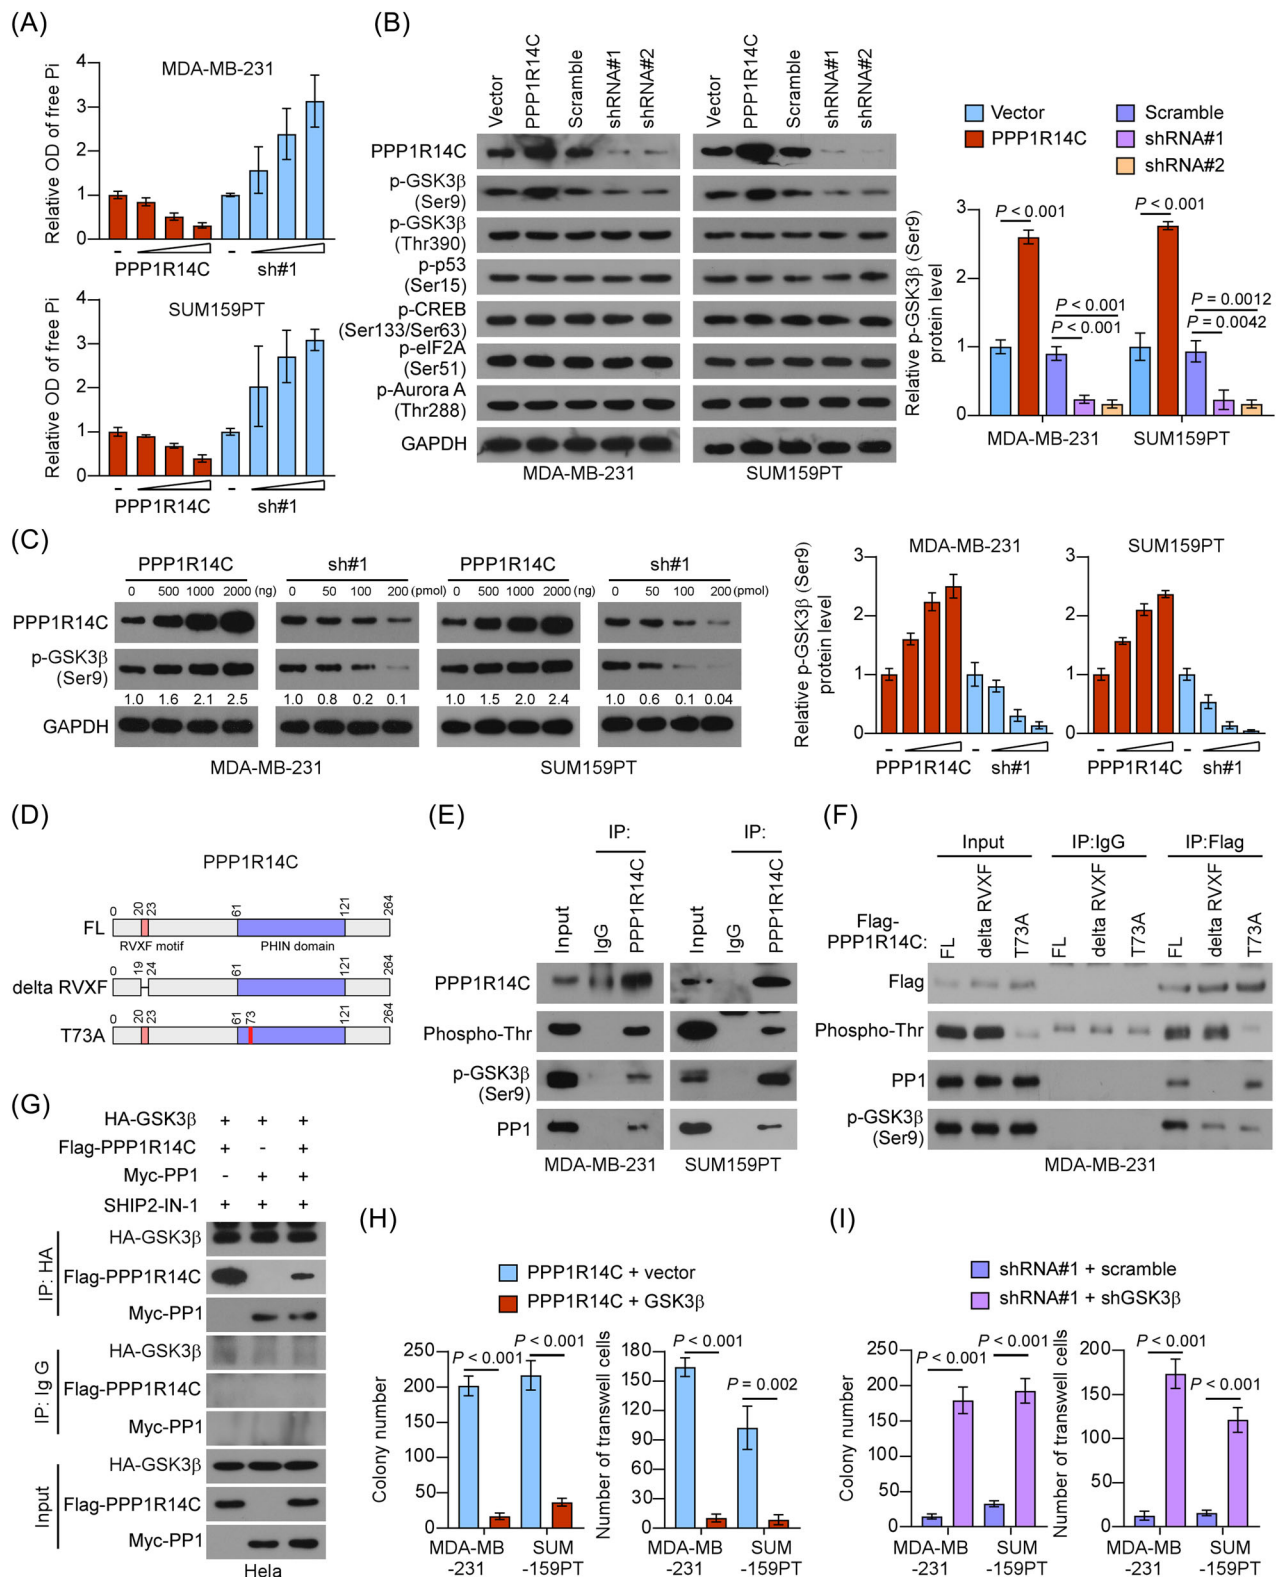 (A)
MDA-MB-231
Relative OD of free Pi
4
3
2
1
0
-
PPP1R14C
-
sh#1
SUM159PT
Relative OD of free Pi
4
3
2
1
0
-
PPP1R14C
-
sh#1
(B)
Vector PPP1R14C Scramble shRNA#1 shRNA#2
Vector PPP1R14C Scramble shRNA#1 shRNA#2
PPP1R14C
p-GSK3β
(Ser9)
p-GSK3β
(Thr390)
p-p53
(Ser15)
p-CREB
(Ser133/Ser63)
p-eIF2A
(Ser51)
p-Aurora A
(Thr288)
GAPDH
MDA-MB-231 SUM159PT
Vector Scramble
PPP1R14C shRNA#1
shRNA#2
Relative p-GSK3β (Ser9)
protein level
3
2
1
0
P < 0.001 P < 0.001
P < 0.001 P = 0.0012
P < 0.001 P = 0.0042
MDA-MB-231 SUM159PT
(C)
PPP1R14C sh#1 PPP1R14C sh#1
0 500 1000 2000 (ng) 0 50 100 200 (pmol) 0 500 1000 2000 (ng) 0 50 100 200 (pmol)
PPP1R14C
p-GSK3β
(Ser9)
1.0 1.6 2.1 2.5 1.0 0.8 0.2 0.1 1.0 1.5 2.0 2.4 1.0 0.6 0.1 0.04
GAPDH
MDA-MB-231 SUM159PT
Relative p-GSK3β (Ser9)
protein level
MDA-MB-231
3
2
1
0
- -
PPP1R14C sh#1
SUM159PT
3
2
1
0
- -
PPP1R14C sh#1
(D)
PPP1R14C
0 20 23 61 121 264
FL
RVXF motif PHIN domain
0 19 24 61 121 264
delta RVXF
0 20 23 61 73 121 264
T73A
(E)
IP: IP:
Input IgG PPP1R14C Input IgG PPP1R14C
PPP1R14C
Phospho-Thr
p-GSK3β
(Ser9)
PP1
MDA-MB-231 SUM159PT
(F)
Input IP:IgG IP:Flag
Flag-
PPP1R14C:
FL delta RVXF T73A FL delta RVXF T73A FL delta RVXF T73A
Flag
Phospho-Thr
PP1
p-GSK3β
(Ser9)
MDA-MB-231
(G)
HA-GSK3β + + +
Flag-PPP1R14C + - +
Myc-PP1 - + +
SHIP2-IN-1 + + +
IP: HA
HA-GSK3β
Flag-PPP1R14C
Myc-PP1
IP: Ig G
HA-GSK3β
Flag-PPP1R14C
Myc-PP1
Input
HA-GSK3β
Flag-PPP1R14C
Myc-PP1
Hela
(H)
PPP1R14C + vector
PPP1R14C + GSK3β
Colony number
250
200
150
100
50
0
P < 0.001 P < 0.001
MDA-MB SUM
-231 -159PT
Number of transwell cells
180
150
120
90
60
30
0
P < 0.001
P = 0.002
MDA-MB SUM
-231 -159PT
(I)
shRNA#1 + scramble
shRNA#1 + shGSK3β
Colony number
250
200
150
100
50
0
P < 0.001 P < 0.001
MDA-MB SUM
-231 -159PT
Number of transwell cells
200
150
100
50
0
P < 0.001
P < 0.001
MDA-MB SUM
-231 -159PT